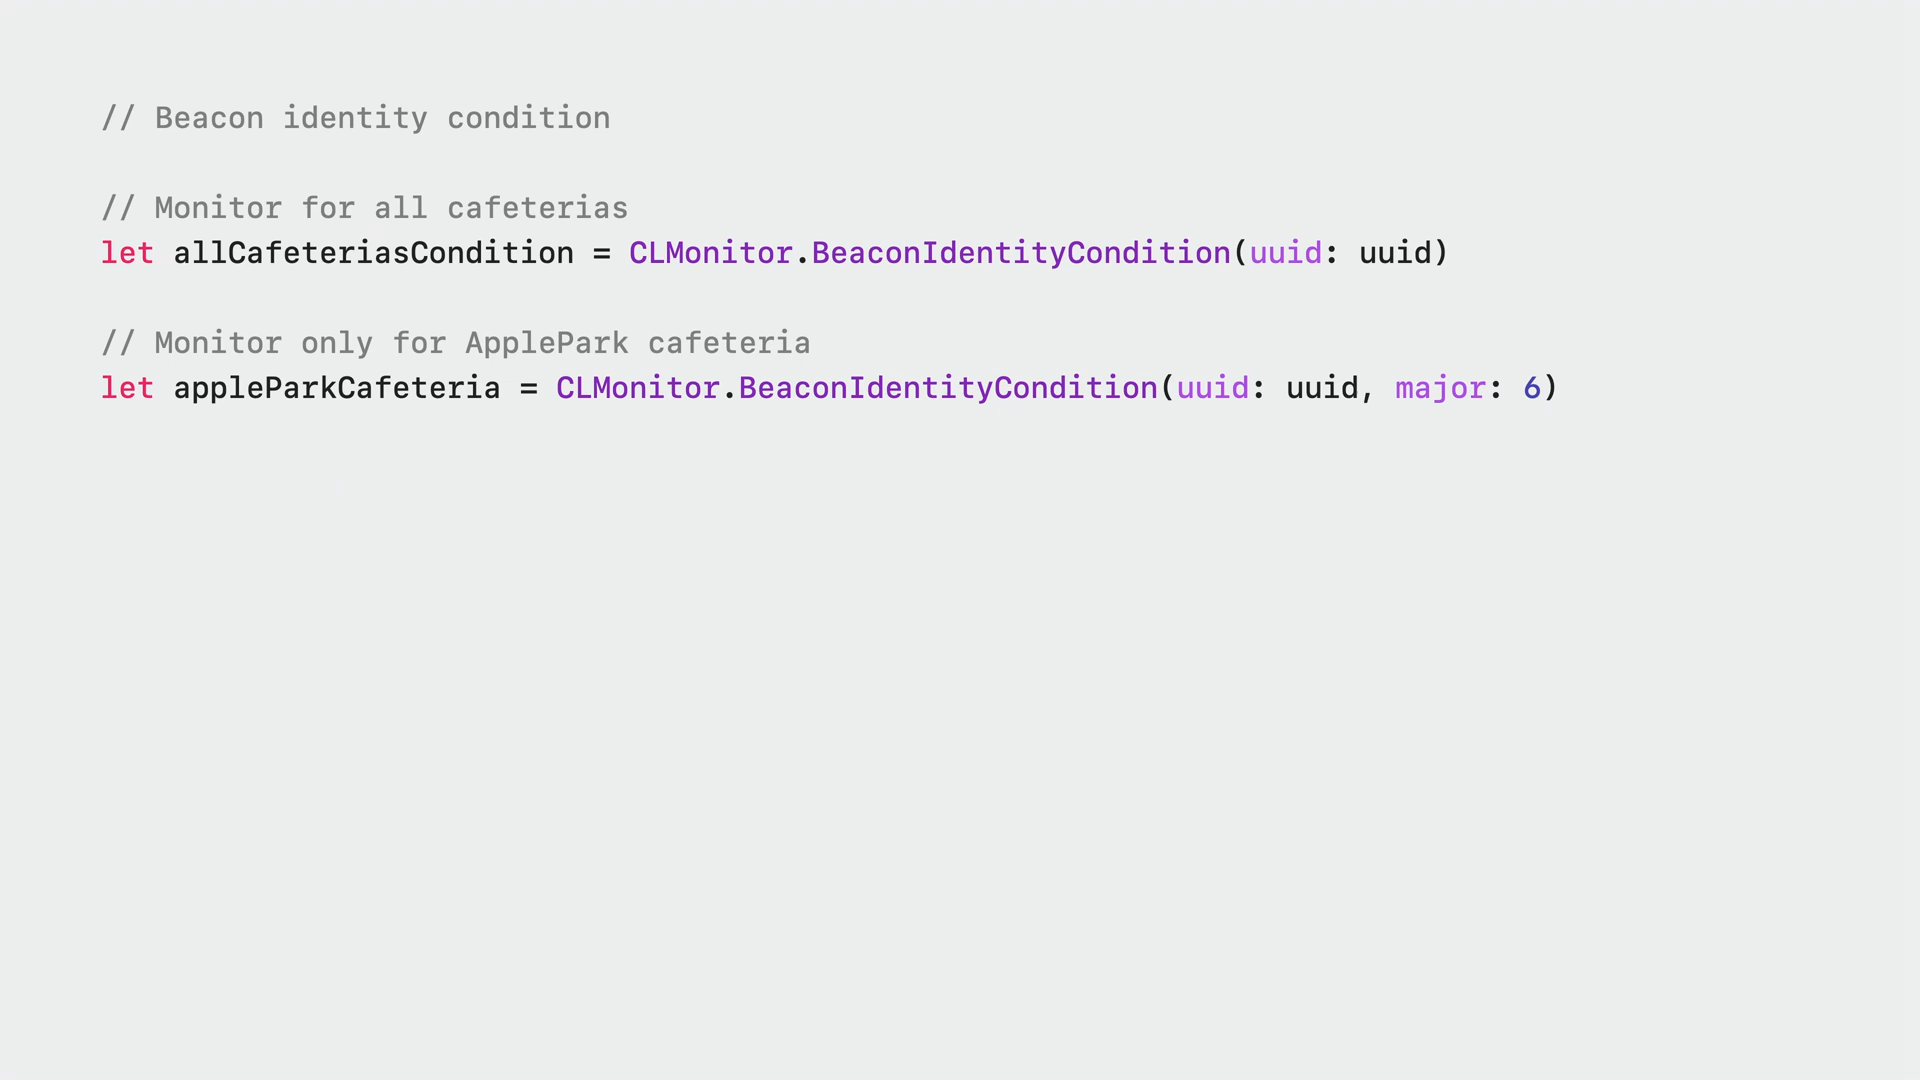 // Beacon identity condition
// Monitor for all cafeterias
let allCafeteriasCondition = CLMonitor.BeaconIdentityCondition(uuid: uuid)
// Monitor only for ApplePark cafeteria
let appleParkCafeteria = CLMonitor.BeaconIdentityCondition(uuid: uuid, major: 6)